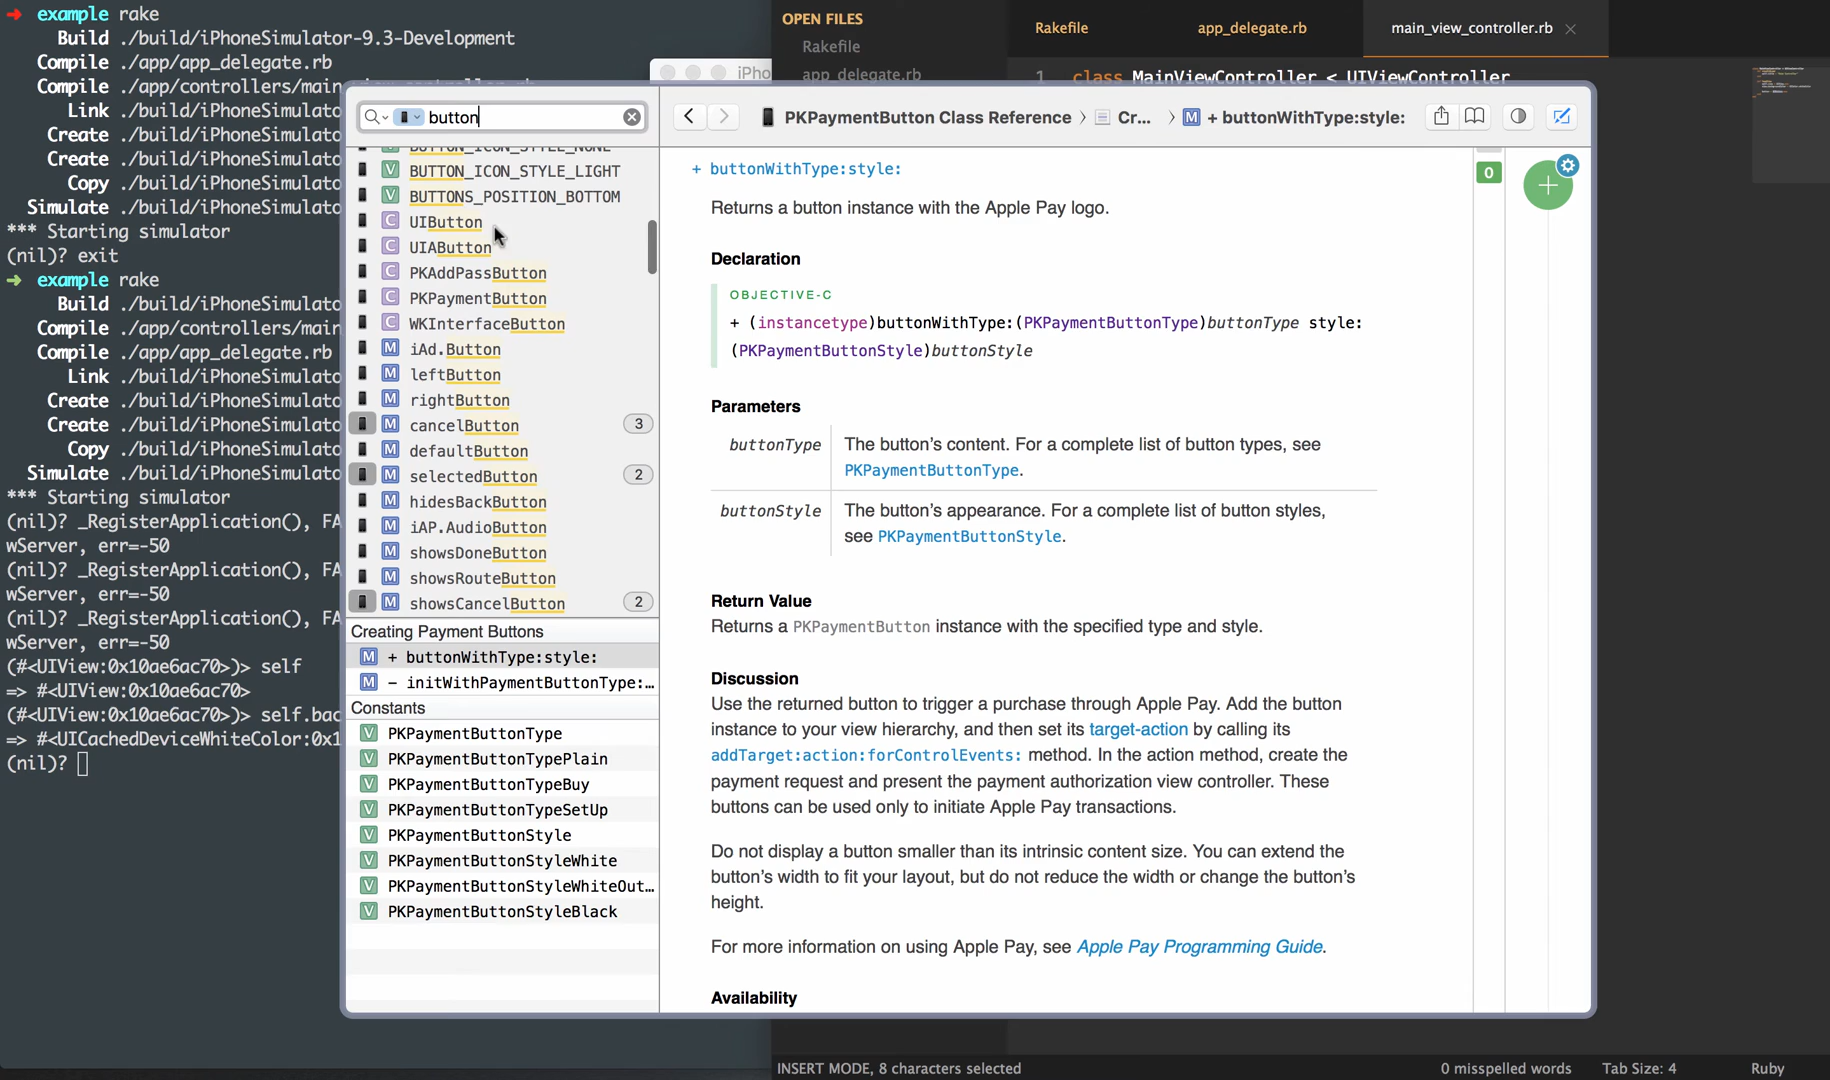 ➜ example rake
Build ./build/iPhoneSimulator-9.3-Development
Compile ./app/app_delegate.rb
Compile ./app/controllers/main
Link ./build/iPhoneSimulato
Create ./build/iPhoneSimulato
Create ./build/iPhoneSimulato
Copy ./build/iPhoneSimulato
Simulate ./build/iPhoneSimulato
*** Starting simulator
(nil)? exit
➜ example rake
Build ./build/iPhoneSimulato
Compile ./app/controllers/main
Compile ./app/app_delegate.rb
Link ./build/iPhoneSimulato
Create ./build/iPhoneSimulato
Create ./build/iPhoneSimulato
Copy ./build/iPhoneSimulato
Simulate ./build/iPhoneSimulato
*** Starting simulator
(nil)? _RegisterApplication(), FA
wServer, err=-50
(nil)? _RegisterApplication(), FA
wServer, err=-50
(nil)? _RegisterApplication(), FA
wServer, err=-50
(#<UIView:0x10ae6ac70>)> self
=> #<UIView:0x10ae6ac70>
(#<UIView:0x10ae6ac70>)> self.bac
=> #<UICachedDeviceWhiteColor:0x1
(nil)?
iPho
OPEN FILES
Rakefile
app_delegate.rb
Rakefile
app_delegate.rb
main_view_controller.rb
1 class MainViewController < UIViewController
button
BUTTON_ICON_STYLE_NONE
BUTTON_ICON_STYLE_LIGHT
BUTTONS_POSITION_BOTTOM
UIButton
UIAButton
PKAddPassButton
PKPaymentButton
WKInterfaceButton
iAd.Button
leftButton
rightButton
cancelButton 3
defaultButton
selectedButton 2
hidesBackButton
iAP.AudioButton
showsDoneButton
showsRouteButton
showsCancelButton 2
Creating Payment Buttons
M + buttonWithType:style:
M - initWithPaymentButtonType:…
Constants
V PKPaymentButtonType
V PKPaymentButtonTypePlain
V PKPaymentButtonTypeBuy
V PKPaymentButtonTypeSetUp
V PKPaymentButtonStyle
V PKPaymentButtonStyleWhite
V PKPaymentButtonStyleWhiteOut…
V PKPaymentButtonStyleBlack
PKPaymentButton Class Reference › Cr... › M + buttonWithType:style:
+ buttonWithType:style:
0
Returns a button instance with the Apple Pay logo.
Declaration
OBJECTIVE-C
+ (instancetype)buttonWithType:(PKPaymentButtonType)buttonType style:
(PKPaymentButtonStyle)buttonStyle
Parameters
buttonType The button's content. For a complete list of button types, see
PKPaymentButtonType.
buttonStyle The button's appearance. For a complete list of button styles,
see PKPaymentButtonStyle.
Return Value
Returns a PKPaymentButton instance with the specified type and style.
Discussion
Use the returned button to trigger a purchase through Apple Pay. Add the button
instance to your view hierarchy, and then set its target-action by calling its
addTarget:action:forControlEvents: method. In the action method, create the
payment request and present the payment authorization view controller. These
buttons can be used only to initiate Apple Pay transactions.
Do not display a button smaller than its intrinsic content size. You can extend the
button's width to fit your layout, but do not reduce the width or change the button's
height.
For more information on using Apple Pay, see Apple Pay Programming Guide.
Availability
INSERT MODE, 8 characters selected
0 misspelled words
Tab Size: 4
Ruby